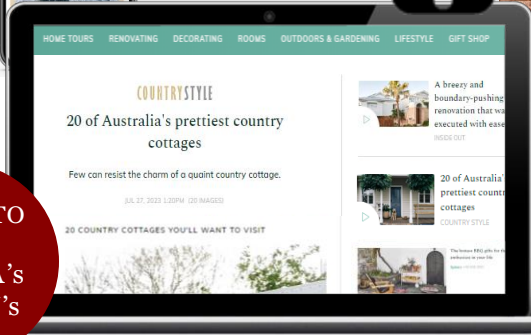 HOME TOURS RENOVATING DECORATING ROOMS OUTDOORS & GARDENING LIFESTYLE GIFT SHOP
COUNTRYSTYLE
20 of Australia's prettiest country
cottages
Few can resist the charm of a quaint country cottage.
JUL 27, 2023 1:20PM (20 IMAGES)
20 COUNTRY COTTAGES YOU'LL WANT TO VISIT
A breezy and
boundary-pushing
renovation that wa
executed with ease
INSIDE OUT
20 of Australia'
prettiest countr
cottages
COUNTRY STYLE
TO
A's
's